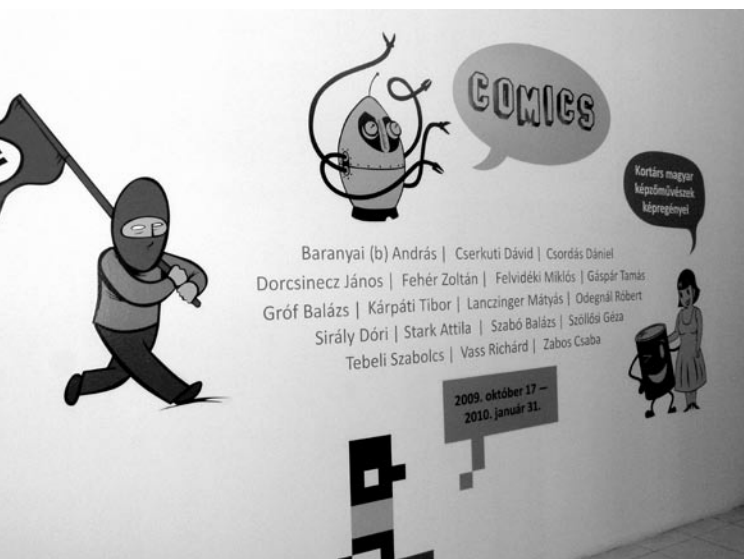 COMICS
Kortárs magyar
képzőművészek
képregényei
Baranyai (b) András | Cserkuti Dávid | Csordás Dániel
Dorcsinecz János | Fehér Zoltán | Felvidéki Miklós | Gáspár Tamás
Gróf Balázs | Kárpáti Tibor | Lanczinger Mátyás | Odegnál Róbert
Sirály Dóri | Stark Attila | Szabó Balázs | Szöllősi Géza
Tebeli Szabolcs | Vass Richárd | Zabos Csaba
2009. október 17 —
2010. január 31.